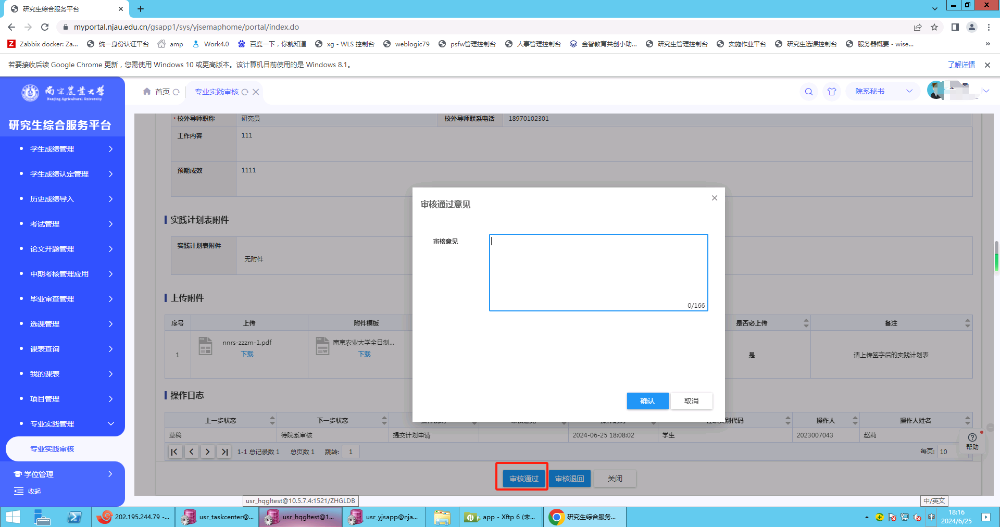 研究生综合服务平台
myportal.njau.edu.cn/gsapp1/sys/yjsemaphome/portal/index.do
Zabbix docker: Za... 统一身份认证平台 amp Work4.0 百度一下，你就知道 xg - WLS 控制台 weblogic79 psfw管理控制台 人事管理控制台 金智教育共创小助... 研究生管理控制台 实施作业平台 研究生选课控制台 服务器概要 - wise... »
若要接收后续 Google Chrome 更新，您需使用 Windows 10 或更高版本。该计算机目前使用的是 Windows 8.1。 了解详情
南京农业大学
Nanjing Agricultural University
首页 专业实践审核 院系秘书
研究生综合服务平台
学生成绩管理
学生成绩认定管理
历史成绩导入
考试管理
论文开题管理
中期考核管理应用
毕业审查管理
选课管理
课表查询
我的课表
项目管理
专业实践管理
专业实践审核
学位管理
收起
*校外导师职称 研究员 校外导师联系电话 18970102301
工作内容 111
预期成效 1111
实践计划表附件
实践计划表附件 无附件
上传附件
序号 上传 附件模板 是否必上传 备注
1 nnrs-zzzm-1.pdf 下载 南京农业大学全日制... 下载 是 请上传签字后的实践计划表
审核通过意见
审核意见
0/166
确认 取消
操作日志
上一步状态 下一步状态 操作人 操作人姓名
草稿 待院系审核 提交计划申请 2024-06-25 18:08:02 学生 2023007043 赵莉
1-1 总记录数 1 总页数 1 跳转: 1 每页: 10
帮助
审核通过 审核退回 关闭
usr_hqgltest@10.5.7.4:1521/ZHGLDB
中/英文
202.195.244.79 -... usr_taskcenter@... usr_hqgltest@1... usr_yjsapp@nja... app - Xftp 6 (未... 研究生综合服务... 中 18:16
2024/6/25